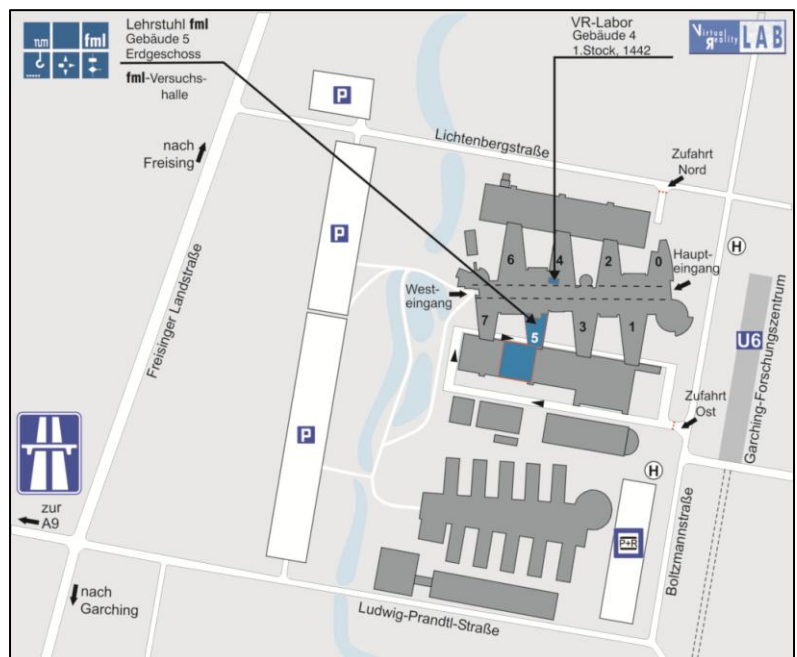 TUM
fml
Lehrstuhl fml
Gebäude 5
Erdgeschoss
fml-Versuchs-
halle
VR-Labor
Gebäude 4
1.Stock, 1442
Virtual
Reality
LAB
P
nach
Freising
Lichtenbergstraße
Zufahrt
Nord
P
H
6
4
2
0
Haupt-
eingang
West-
eingang
7
5
3
1
U6
Garching-Forschungszentrum
Freisinger Landstraße
Zufahrt
Ost
P
H
zur
A9
P+R
Boltzmannstraße
nach
Garching
Ludwig-Prandtl-Straße